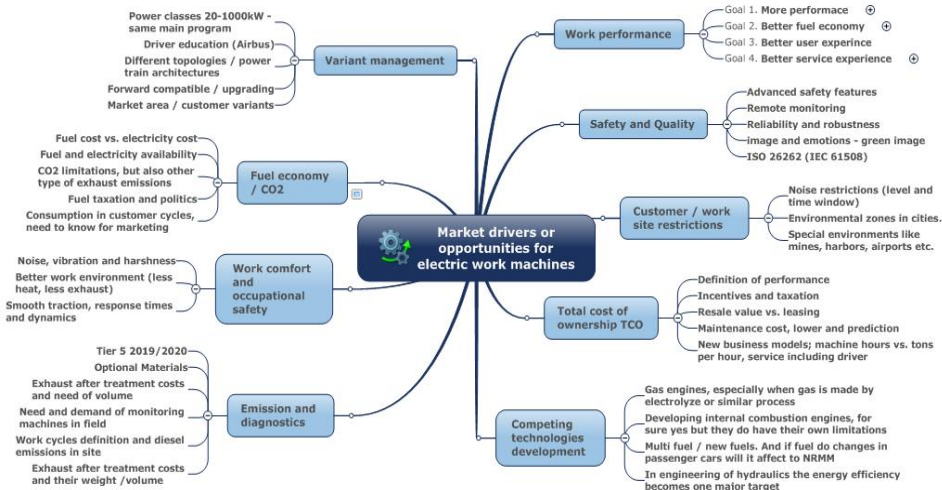 Market drivers or
opportunities for
electric work machines
Variant management
Power classes 20-1000kW -
same main program
Driver education (Airbus)
Different topologies / power
train architectures
Forward compatible / upgrading
Market area / customer variants
Fuel economy
/ CO2
Fuel cost vs. electricity cost
Fuel and electricity availability
CO2 limitations, but also other
type of exhaust emissions
Fuel taxation and politics
Consumption in customer cycles,
need to know for marketing
Work comfort
and
occupational
safety
Noise, vibration and harshness
Better work environment (less
heat, less exhaust)
Smooth traction, response times
and dynamics
Emission and
diagnostics
Tier 5 2019/2020
Optional Materials
Exhaust after treatment costs
and need of volume
Need and demand of monitoring
machines in field
Work cycles definition and diesel
emissions in site
Exhaust after treatment costs
and their weight /volume
Work performance
Goal 1. More performace
Goal 2. Better fuel economy
Goal 3. Better user experince
Goal 4. Better service experience
Safety and Quality
Advanced safety features
Remote monitoring
Reliability and robustness
image and emotions - green image
ISO 26262 (IEC 61508)
Customer / work
site restrictions
Noise restrictions (level and
time window)
Environmental zones in cities.
Special environments like
mines, harbors, airports etc.
Total cost of
ownership TCO
Definition of performance
Incentives and taxation
Resale value vs. leasing
Maintenance cost, lower and prediction
New business models; machine hours vs. tons
per hour, service including driver
Competing
technologies
development
Gas engines, especially when gas is made by
electrolyze or similar process
Developing internal combustion engines, for
sure yes but they do have their own limitations
Multi fuel / new fuels. And if fuel do changes in
passenger cars will it affect to NRMM
In engineering of hydraulics the energy efficiency
becomes one major target